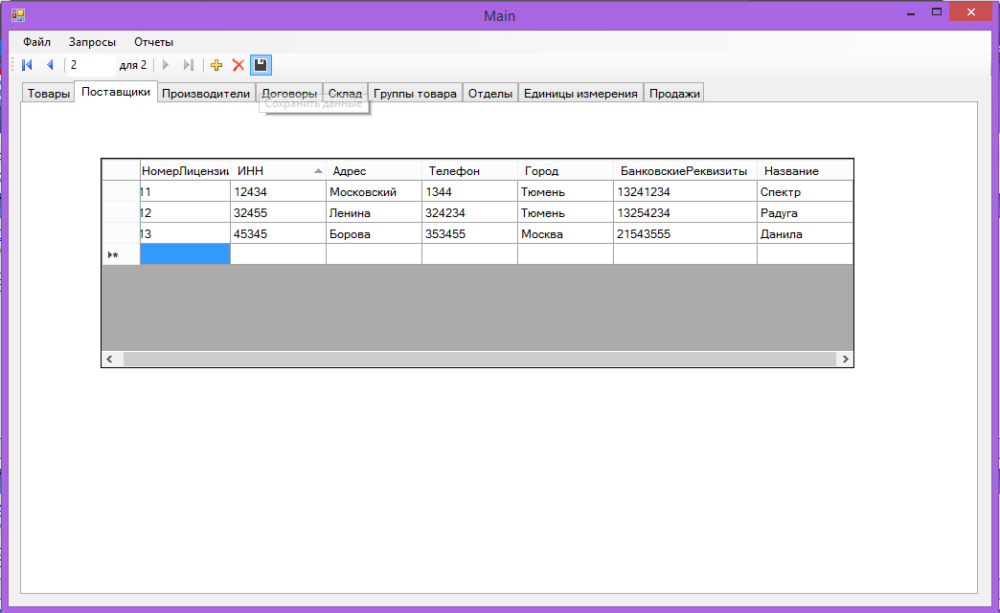 Main
Файл Запросы Отчеты
2 для 2
Товары Поставщики Производители Договоры Склад Группы товара Отделы Единицы измерения Продажи
Сохранить данные
НомерЛицензии ИНН Адрес Телефон Город БанковскиеРеквизиты Название
11 12434 Московский 1344 Тюмень 13241234 Спектр
12 32455 Ленина 324234 Тюмень 13254234 Радуга
13 45345 Борова 353455 Москва 21543555 Данила